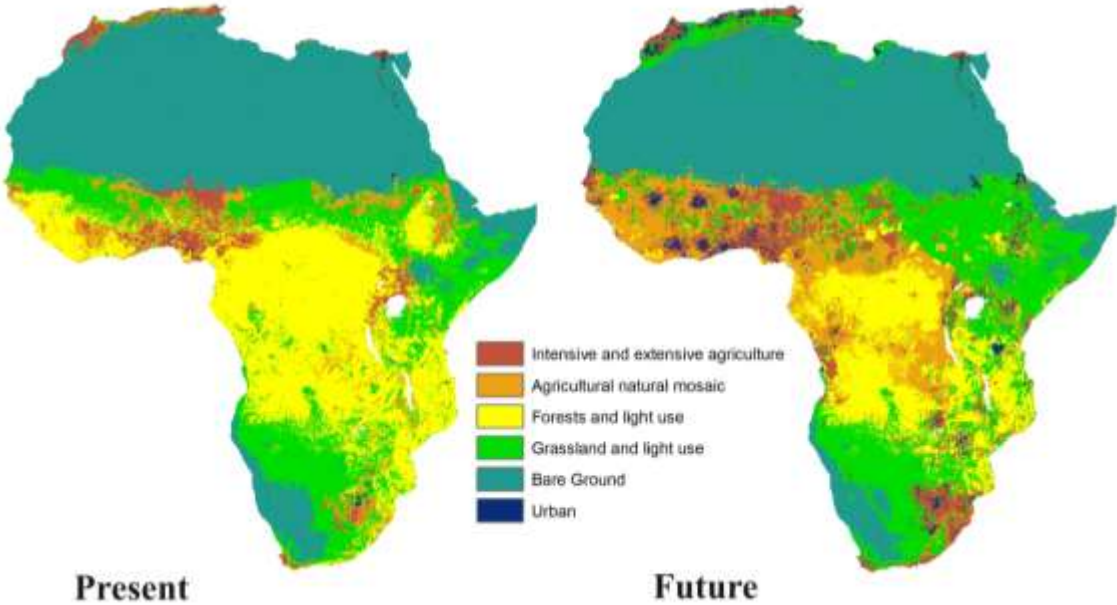 Intensive and extensive agriculture
Agricultural natural mosaic
Forests and light use
Grassland and light use
Bare Ground
Urban
Present
Future